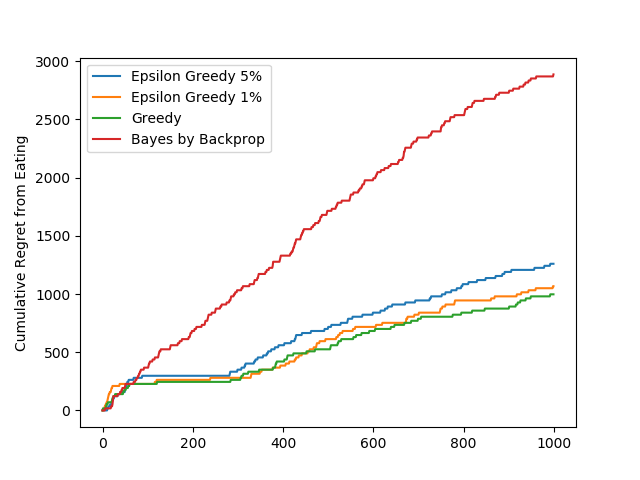 Epsilon Greedy 5%
Epsilon Greedy 1%
Greedy
Bayes by Backprop
Cumulative Regret from Eating
3000
2500
2000
1500
1000
500
0
0 200 400 600 800 1000